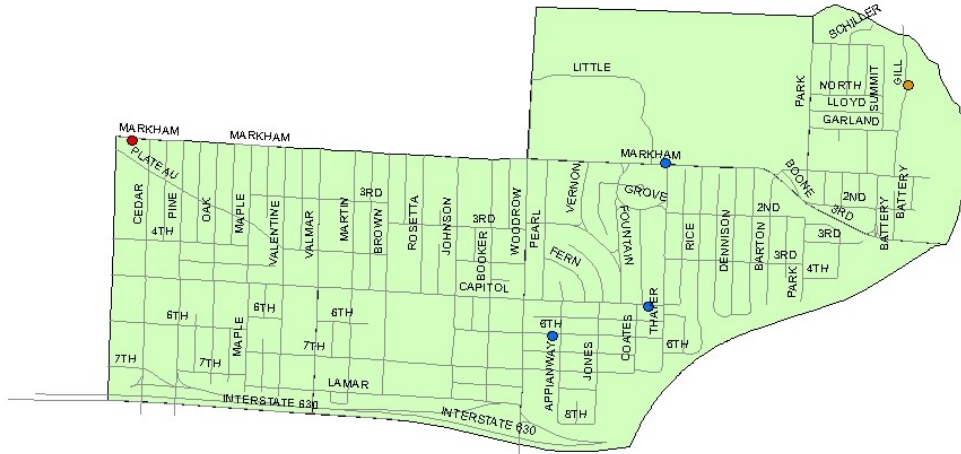 SCHILLER
LITTLE
PARK
NORTH
SUMMIT
GILL
LLOYD
GARLAND
MARKHAM
MARKHAM
MARKHAM
PLATEAU
BOONE
CEDAR
PINE
OAK
MAPLE
VALENTINE
VALMAR
MARTIN
3RD
BROWN
ROSETTA
JOHNSON
3RD
BOOKER
WOODROW
PEARL
VERNON
GROVE
FOUNTAIN
RICE
DENNISON
2ND
BARTON
2ND
3RD
BATTERY
BATTERY
4TH
FERN
3RD
3RD
PARK
4TH
CAPITOL
THAYER
6TH
6TH
6TH
6TH
MAPLE
COATES
6TH
7TH
7TH
7TH
APPIANWAY
JONES
LAMAR
INTERSTATE 630
INTERSTATE 630
8TH